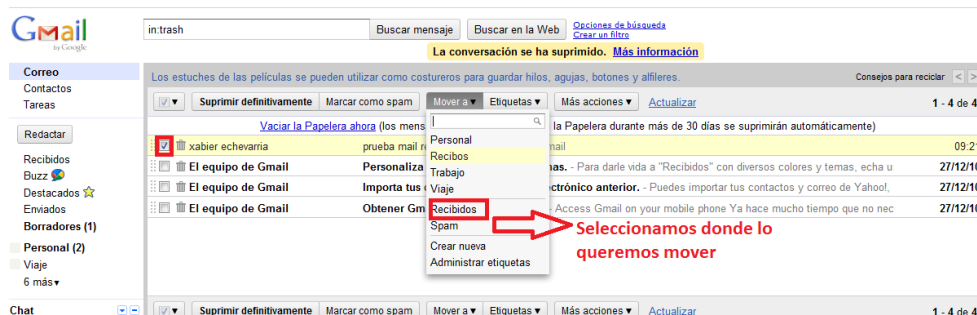 Gmail
by Google
in:trash
Buscar mensaje
Buscar en la Web
Opciones de búsqueda
Crear un filtro
La conversación se ha suprimido. Más información
Correo
Contactos
Tareas
Redactar
Recibidos
Buzz
Destacados
Enviados
Borradores (1)
Personal (2)
Viaje
6 más
Chat
Los estuches de las películas se pueden utilizar como costureros para guardar hilos, agujas, botones y alfileres.
Consejos para reciclar < >
Suprimir definitivamente Marcar como spam Mover a Etiquetas Más acciones Actualizar
1 - 4 de 4
Vaciar la Papelera ahora (los mens la Papelera durante más de 30 días se suprimirán automáticamente)
xabier echevarria prueba mail mail 09:2
El equipo de Gmail Personaliza nas. - Para darle vida a "Recibidos" con diversos colores y temas, echa u 27/12/1
El equipo de Gmail Importa tus ctrónico anterior. - Puedes importar tus contactos y correo de Yahoo!, 27/12/1
El equipo de Gmail Obtener Gm - Access Gmail on your mobile phone Ya hace mucho tiempo que no nec 27/12/1
Personal
Recibos
Trabajo
Viaje
Recibidos
Spam
Crear nueva
Administrar etiquetas
Seleccionamos donde lo
queremos mover
Suprimir definitivamente Marcar como spam Mover a Etiquetas Más acciones Actualizar
1 - 4 de 4